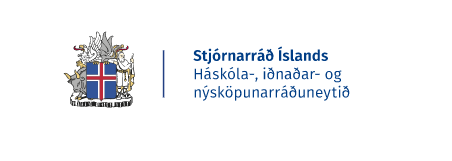 Stjórnarráð Íslands
Háskóla-, iðnaðar- og
nýsköpunarráðuneytið